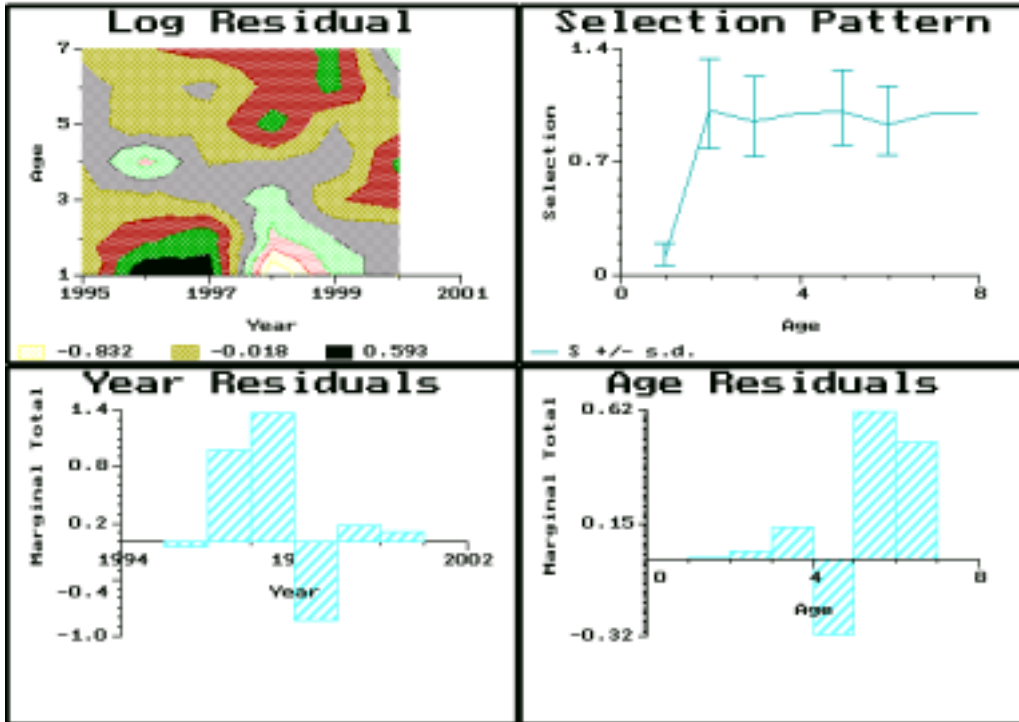 Log Residual
7
5
3
1
Age
1995 1997 1999 2001
Year
-0.832 -0.018 0.593
Selection Pattern
1.4
0.7
0
Selection
0 4 8
Age
S +/- s.d.
Year Residuals
1.4
0.8
0.2
-0.4
-1.0
Marginal Total
1994 19 2002
Year
Age Residuals
0.62
0.15
-0.32
Marginal Total
0 4 8
Age